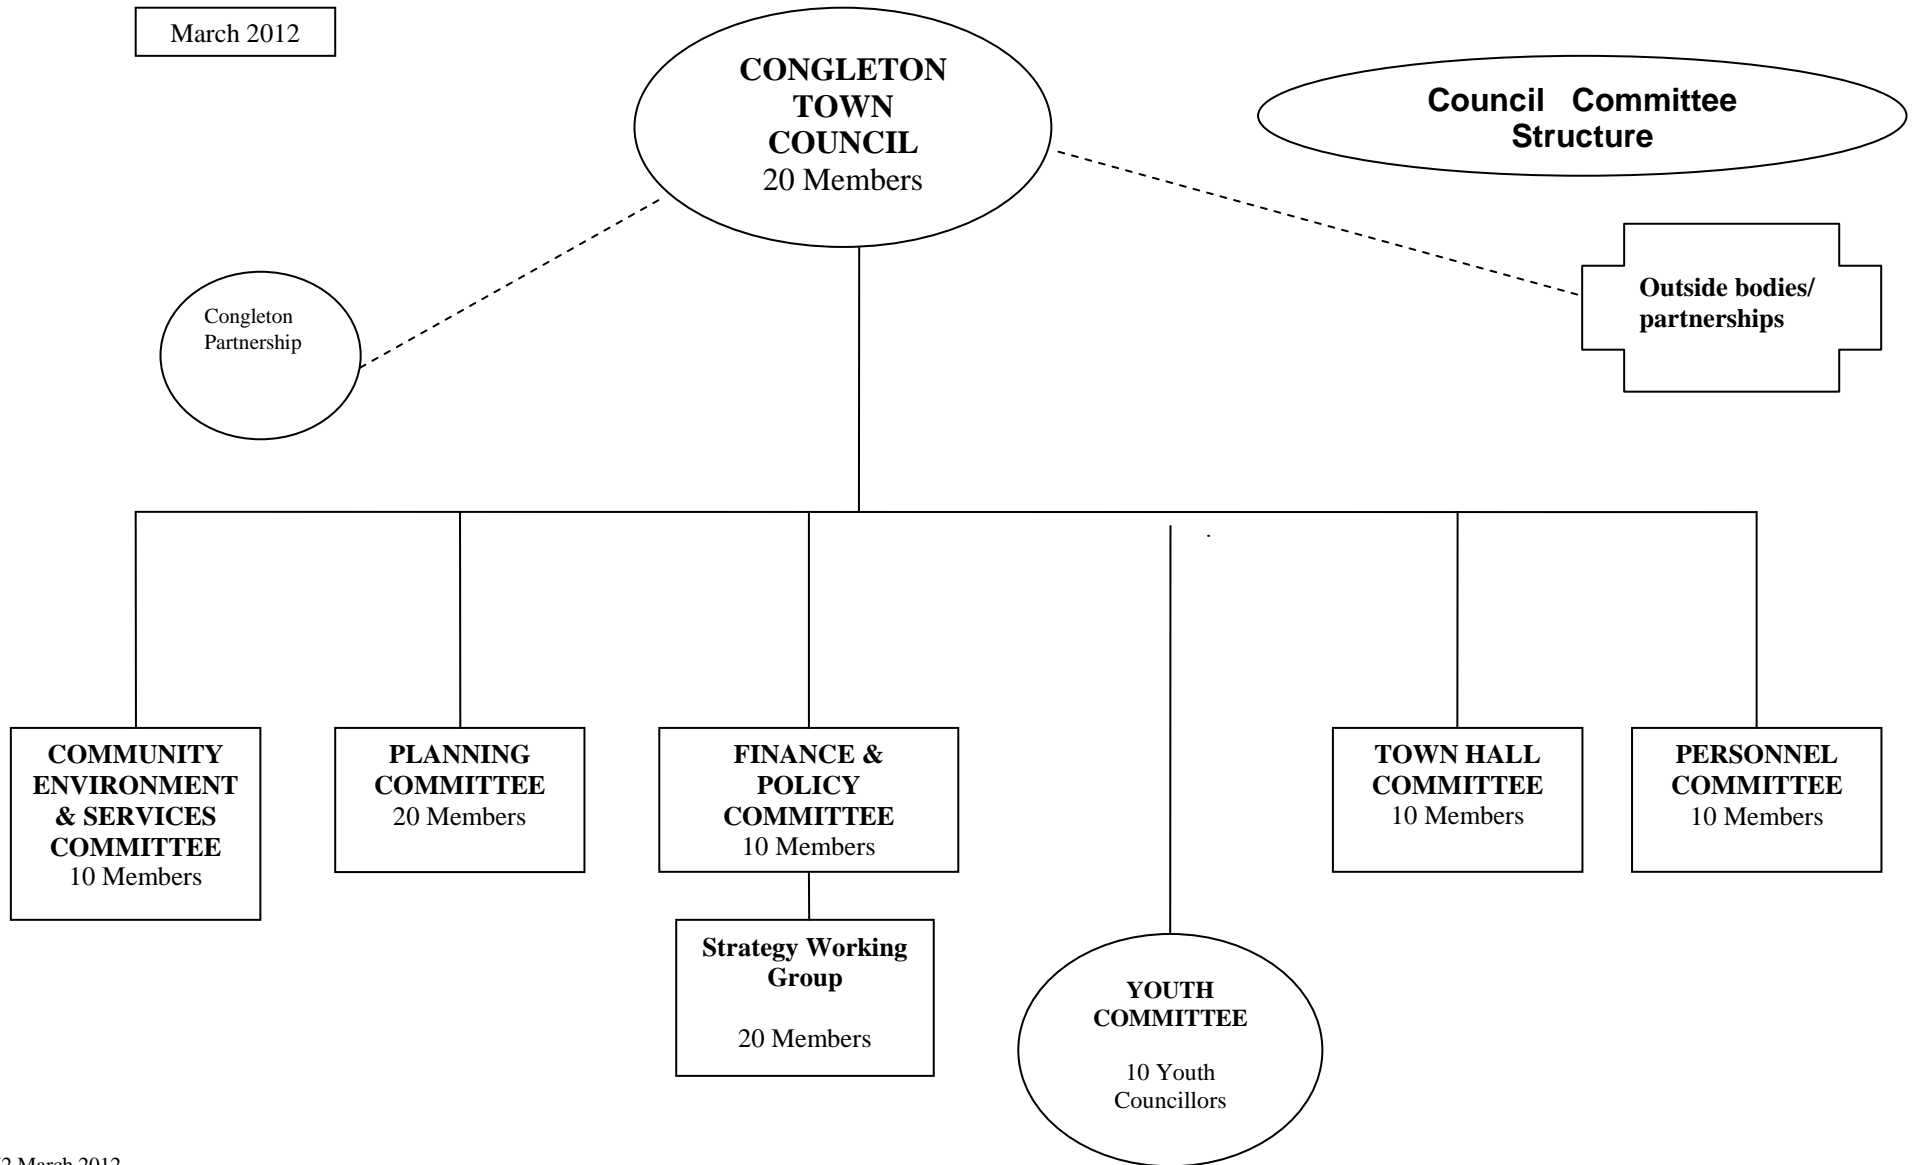 March 2012
CONGLETON
TOWN
COUNCIL
20 Members
Council Committee
Structure
Congleton
Partnership
Outside bodies/
partnerships
COMMUNITY
ENVIRONMENT
& SERVICES
COMMITTEE
10 Members
PLANNING
COMMITTEE
20 Members
FINANCE &
POLICY
COMMITTEE
10 Members
TOWN HALL
COMMITTEE
10 Members
PERSONNEL
COMMITTEE
10 Members
Strategy Working
Group
20 Members
YOUTH
COMMITTEE
10 Youth
Councillors
March 2012